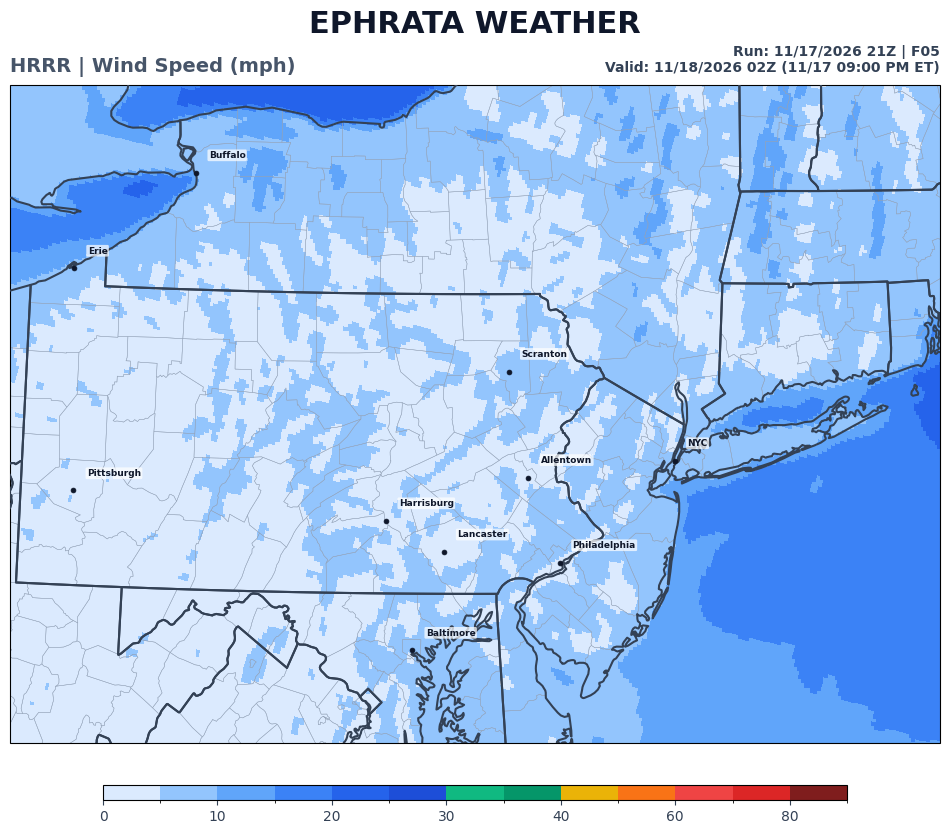 EPHRATA WEATHER
HRRR | Wind Speed (mph)
Run: 11/17/2026 21Z | F05
Valid: 11/18/2026 02Z (11/17 09:00 PM ET)
Buffalo
Erie
Scranton
NYC
Allentown
Pittsburgh
Harrisburg
Lancaster
Philadelphia
Baltimore
0 10 20 30 40 50 60 70 80